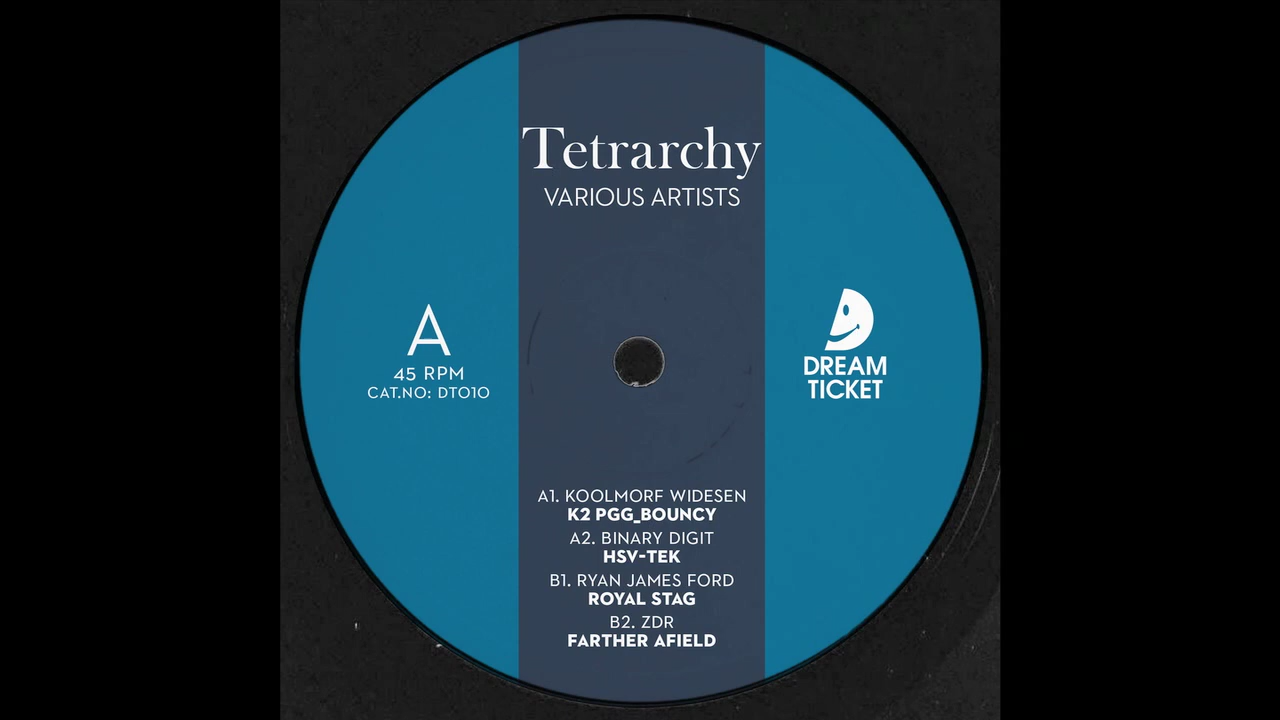 Tetrarchy
VARIOUS ARTISTS
A
45 RPM
CAT.NO: DT010
DREAM
TICKET
A1. KOOLMORF WIDESEN
K2 PGG_BOUNCY
A2. BINARY DIGIT
HSV-TEK
B1. RYAN JAMES FORD
ROYAL STAG
B2. ZDR
FARTHER AFIELD